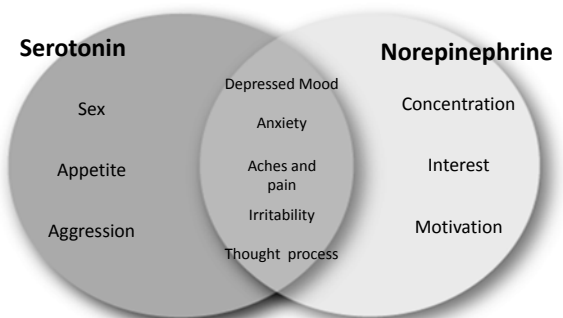 Serotonin
Sex
Appetite
Aggression
Depressed Mood
Anxiety
Aches and
pain
Irritability
Thought process
Norepinephrine
Concentration
Interest
Motivation